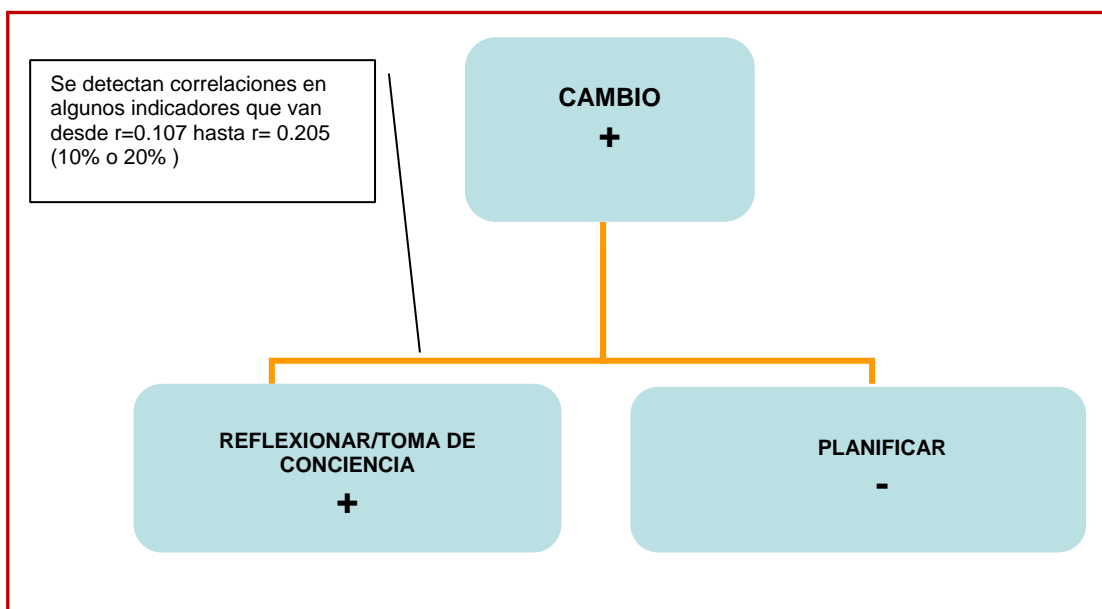 Se detectan correlaciones en
algunos indicadores que van
desde r=0.107 hasta r= 0.205
(10% o 20% )
CAMBIO
+
REFLEXIONAR/TOMA DE
CONCIENCIA
+
PLANIFICAR
-